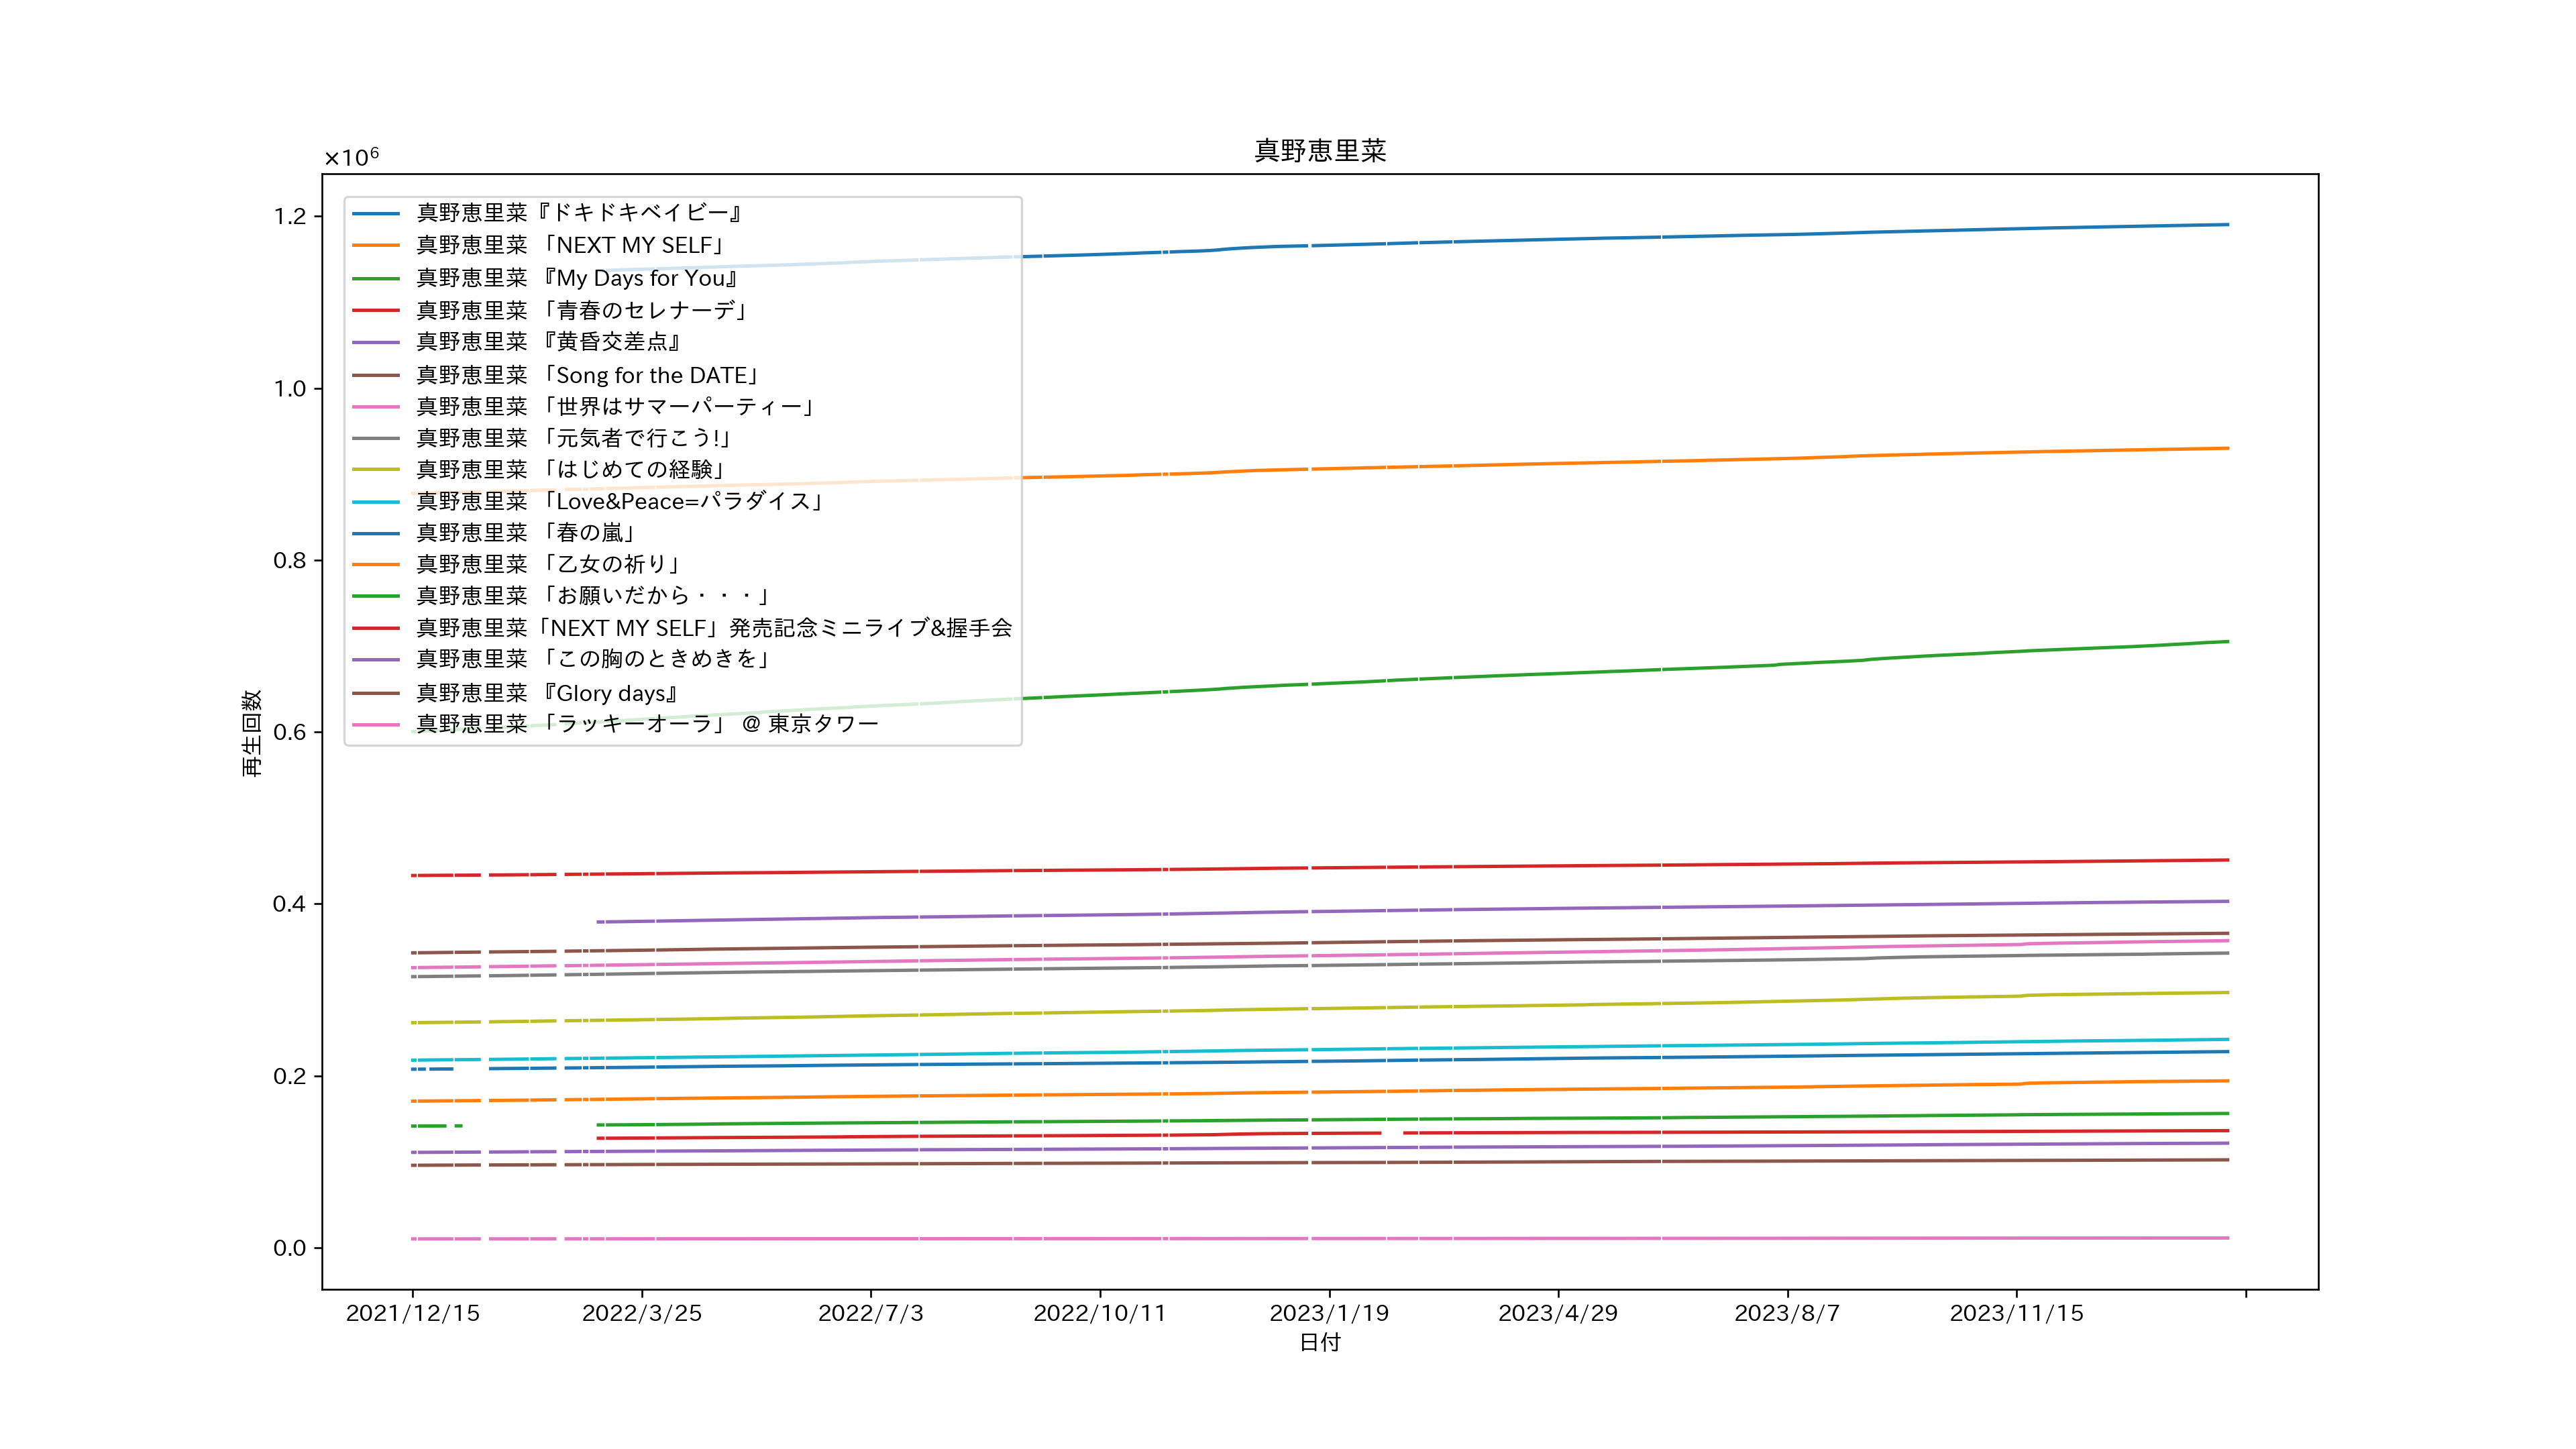 真野恵里菜
×10⁶
1.2
1.0
0.8
0.6
0.4
0.2
0.0
再生回数
真野恵里菜『ドキドキベイビー』
真野恵里菜 「NEXT MY SELF」
真野恵里菜 『My Days for You』
真野恵里菜 「青春のセレナーデ」
真野恵里菜 『黄昏交差点』
真野恵里菜 「Song for the DATE」
真野恵里菜 「世界はサマーパーティー」
真野恵里菜 「元気者で行こう!」
真野恵里菜 「はじめての経験」
真野恵里菜 「Love&Peace=パラダイス」
真野恵里菜 「春の嵐」
真野恵里菜 「乙女の祈り」
真野恵里菜 「お願いだから・・・」
真野恵里菜「NEXT MY SELF」発売記念ミニライブ&握手会
真野恵里菜 「この胸のときめきを」
真野恵里菜 『Glory days』
真野恵里菜 「ラッキーオーラ」 @ 東京タワー
2021/12/15 2022/3/25 2022/7/3 2022/10/11 2023/1/19 2023/4/29 2023/8/7 2023/11/15
日付